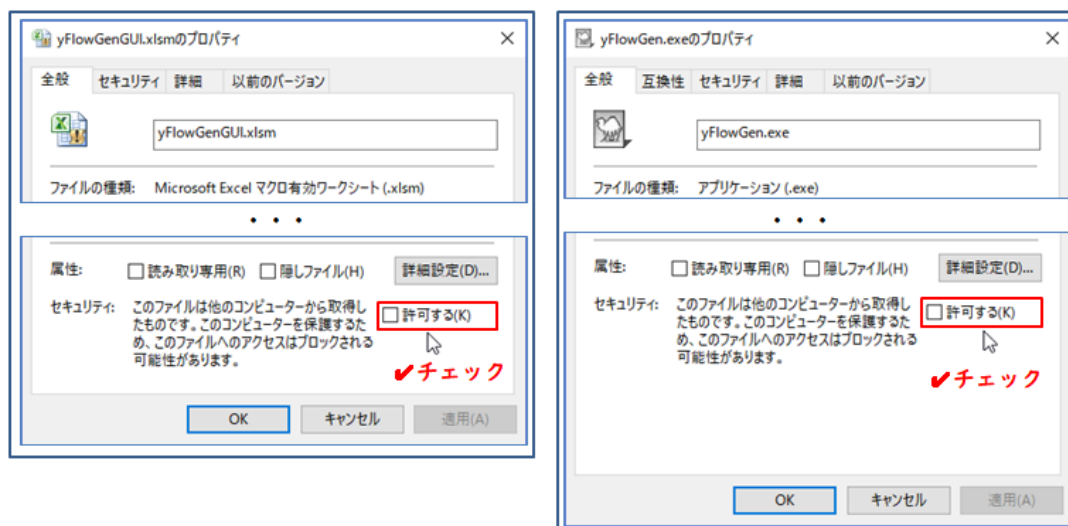 yFlowGenGUI.xlsmのプロパティ
全般 セキュリティ 詳細 以前のバージョン
yFlowGenGUI.xlsm
ファイルの種類: Microsoft Excel マクロ有効ワークシート (.xlsm)
・・・
属性: 読み取り専用(R) 隠しファイル(H) 詳細設定(D)...
セキュリティ: このファイルは他のコンピューターから取得し
たものです。このコンピューターを保護するた
め、このファイルへのアクセスはブロックされる
可能性があります。
許可する(K)
✔チェック
OK キャンセル 適用(A)
yFlowGen.exeのプロパティ
全般 互換性 セキュリティ 詳細 以前のバージョン
yFlowGen.exe
ファイルの種類: アプリケーション (.exe)
・・・
属性: 読み取り専用(R) 隠しファイル(H) 詳細設定(D)...
セキュリティ: このファイルは他のコンピューターから取得し
たものです。このコンピューターを保護するた
め、このファイルへのアクセスはブロックされる
可能性があります。
許可する(K)
✔チェック
OK キャンセル 適用(A)